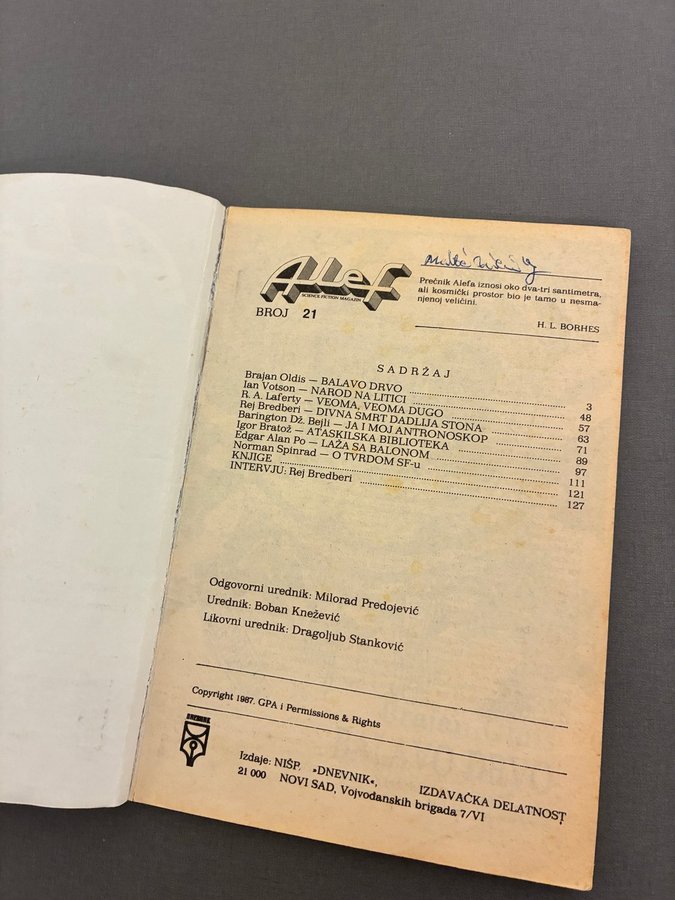 Alef
SCIENCE FICTION MAGAZIN
BROJ 21
Prečnik Alefa iznosi oko dva-tri santimetra,
ali kosmički prostor bio je tamo u nesma-
njenoj veličini.
H. L. BORHES
SADRŽAJ
Brajan Oldis — BALAVO DRVO 3
Ian Votson — NAROD NA LITICI 48
R. A. Laferty — VEOMA, VEOMA DUGO 57
Rej Bredberi — DIVNA SMRT DADLIJA STONA 63
Barington Dž. Bejli — JA I MOJ ANTRONOSKOP 71
Igor Bratož — ATASKILSKA BIBLIOTEKA 89
Edgar Alan Po — LAŽA SA BALONOM 97
Norman Spinrad — O TVRDOM SF-u 111
KNJIGE 121
INTERVJU: Rej Bredberi 127
Odgovorni urednik: Milorad Predojević
Urednik: Boban Knežević
Likovni urednik: Dragoljub Stanković
Copyright 1987. GPA i Permissions & Rights
DNEVNIK
Izdaje: NIŠP, »DNEVNIK«, IZDAVAČKA DELATNOST
21 000 NOVI SAD, Vojvođanskih brigada 7/VI